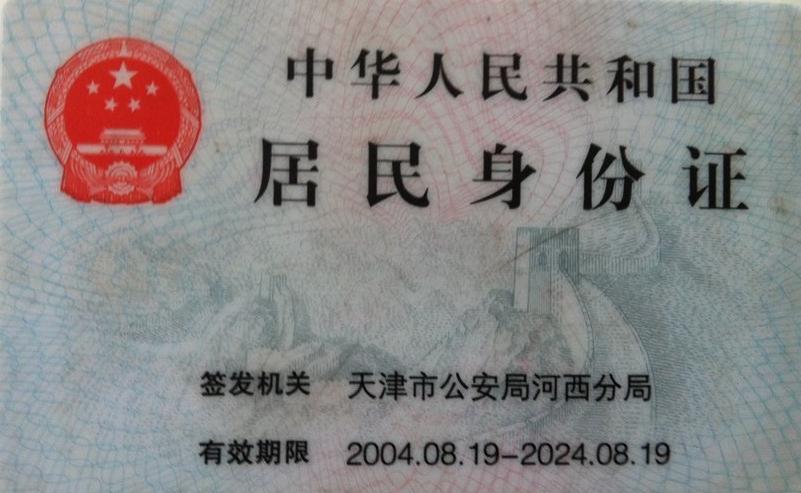 中华人民共和国
居民身份证
签发机关 天津市公安局河西分局
有效期限 2004.08.19-2024.08.19